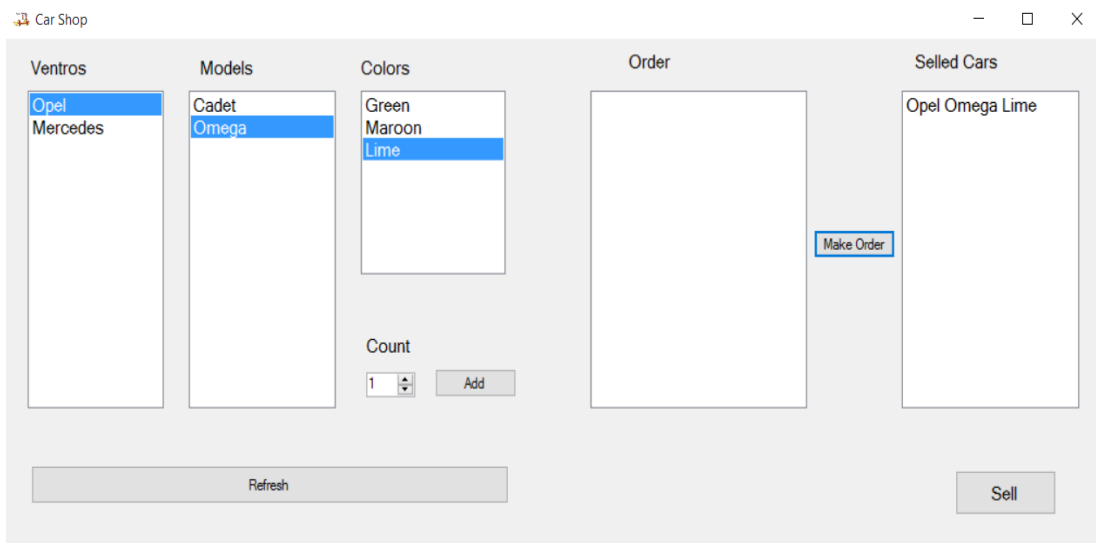 Car Shop
Ventros
Opel
Mercedes
Models
Cadet
Omega
Colors
Green
Maroon
Lime
Count
1
Add
Refresh
Order
Make Order
Selled Cars
Opel Omega Lime
Sell